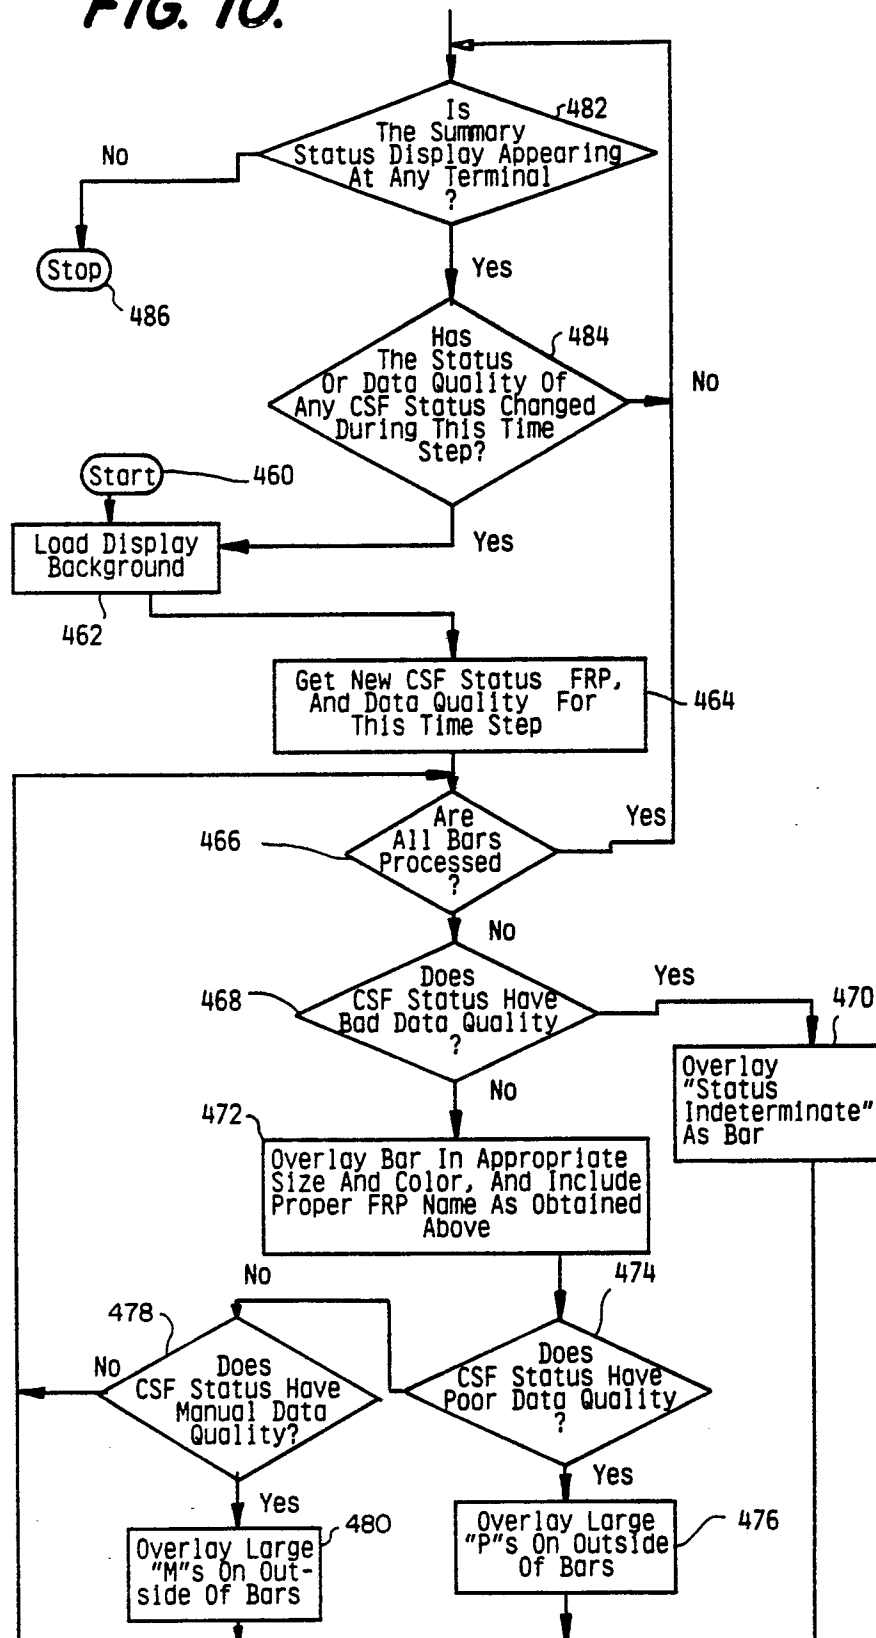 FIG. 10.
Is
The Summary
Status Display Appearing
At Any Terminal
?
482
No
Stop
486
Yes
Has
The Status
Or Data Quality Of
Any CSF Status Changed
During This Time
Step?
484
No
Start
460
Yes
Load Display
Background
462
Get New CSF Status FRP,
And Data Quality For
This Time Step
464
Are
All Bars
Processed
?
466
Yes
No
Does
CSF Status Have
Bad Data Quality
?
468
Yes
470
Overlay
"Status
Indeterminate"
As Bar
No
472
Overlay Bar In Appropriate
Size And Color, And Include
Proper FRP Name As Obtained
Above
No
474
Does
CSF Status Have
Poor Data Quality
?
478
No
Does
CSF Status Have
Manual Data
Quality?
Yes
Yes
480
Overlay Large
"M"s On Out-
side Of Bars
Overlay Large
"P"s On Outside
Of Bars
476